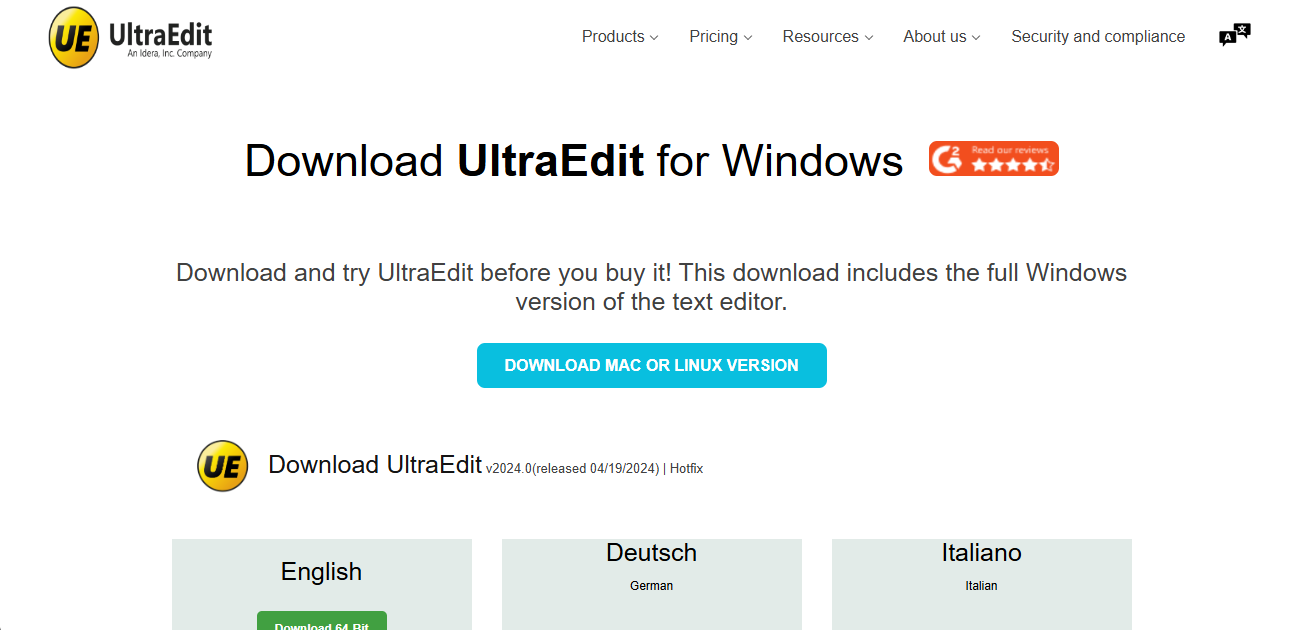 UE UltraEdit
An Idera, Inc. Company
Products Pricing Resources About us Security and compliance
A 文
Download UltraEdit for Windows
G2 Read our reviews
Download and try UltraEdit before you buy it! This download includes the full Windows
version of the text editor.
DOWNLOAD MAC OR LINUX VERSION
UE Download UltraEdit v2024.0(released 04/19/2024) | Hotfix
English
Download 64 Bit
Deutsch
German
Italiano
Italian